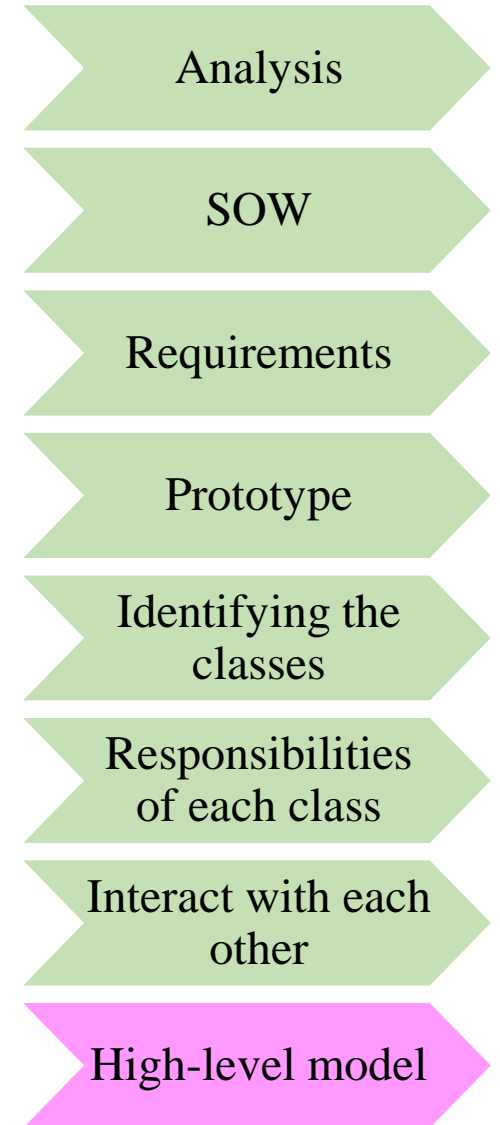 Analysis
SOW
Requirements
Prototype
Identifying the
classes
Responsibilities
of each class
Interact with each
other
High-level model